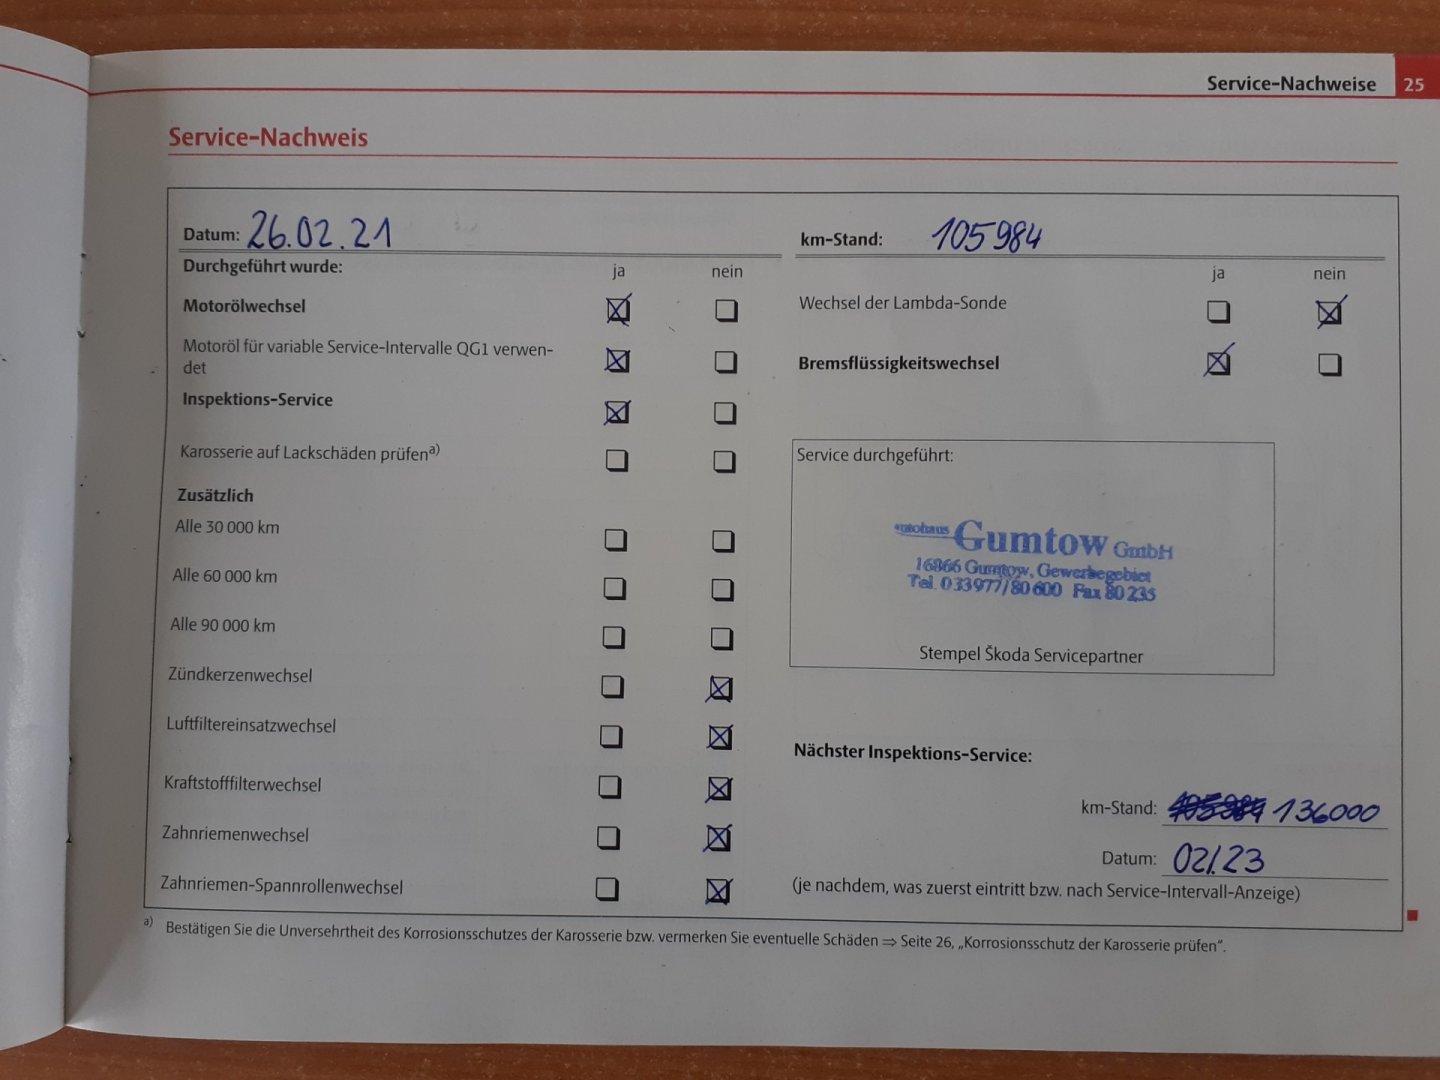 Service-Nachweise 25
Service-Nachweis
Datum: 26.02.21
Durchgeführt wurde: ja nein
Motorölwechsel
Motoröl für variable Service-Intervalle QG1 verwen-
det
Inspektions-Service
Karosserie auf Lackschäden prüfen a)
Zusätzlich
Alle 30 000 km
Alle 60 000 km
Alle 90 000 km
Zündkerzenwechsel
Luftfiltereinsatzwechsel
Kraftstofffilterwechsel
Zahnriemenwechsel
Zahnriemen-Spannrollenwechsel
km-Stand: 105984
ja nein
Wechsel der Lambda-Sonde
Bremsflüssigkeitswechsel
Service durchgeführt:
autohaus Gumtow GmbH
16866 Gumtow, Gewerbegebiet
Tel. 033977/80600 Fax 80235
Stempel Škoda Servicepartner
Nächster Inspektions-Service:
km-Stand: 105984 136000
Datum: 02/.23
(je nachdem, was zuerst eintritt bzw. nach Service-Intervall-Anzeige)
a) Bestätigen Sie die Unversehrtheit des Korrosionsschutzes der Karosserie bzw. vermerken Sie eventuelle Schäden ⇒ Seite 26, „Korrosionsschutz der Karosserie prüfen“.